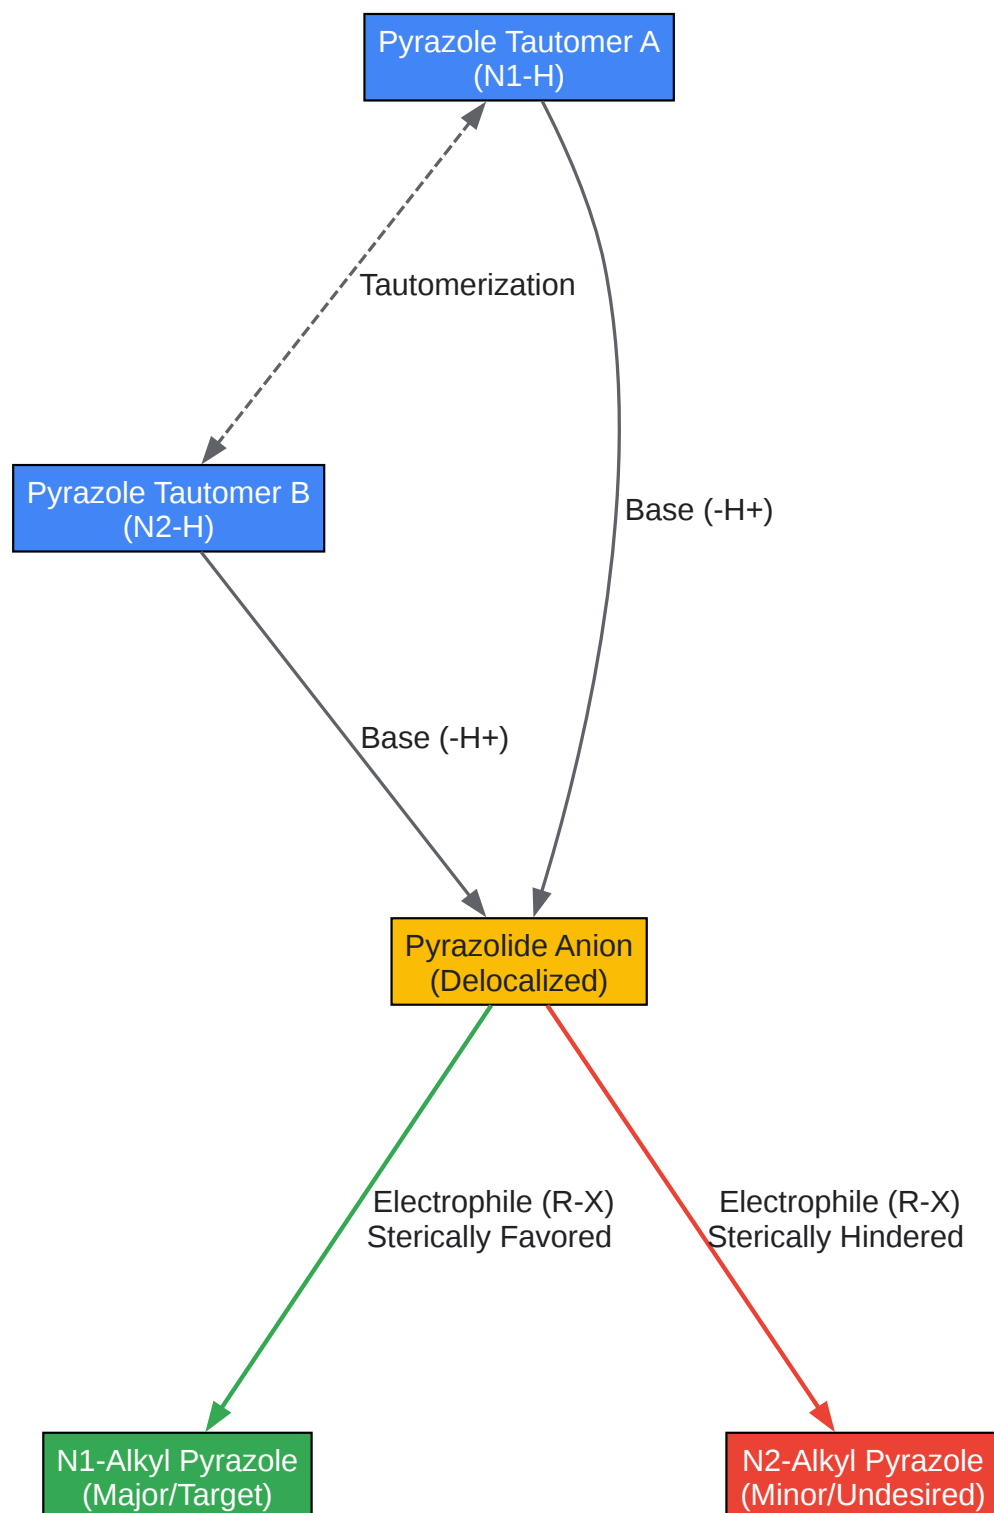 Pyrazole Tautomer A
(N1-H)
Tautomerization
Pyrazole Tautomer B
(N2-H)
Base (-H+)
Base (-H+)
Pyrazolide Anion
(Delocalized)
Electrophile (R-X)
Sterically Favored
Electrophile (R-X)
Sterically Hindered
N1-Alkyl Pyrazole
(Major/Target)
N2-Alkyl Pyrazole
(Minor/Undesired)